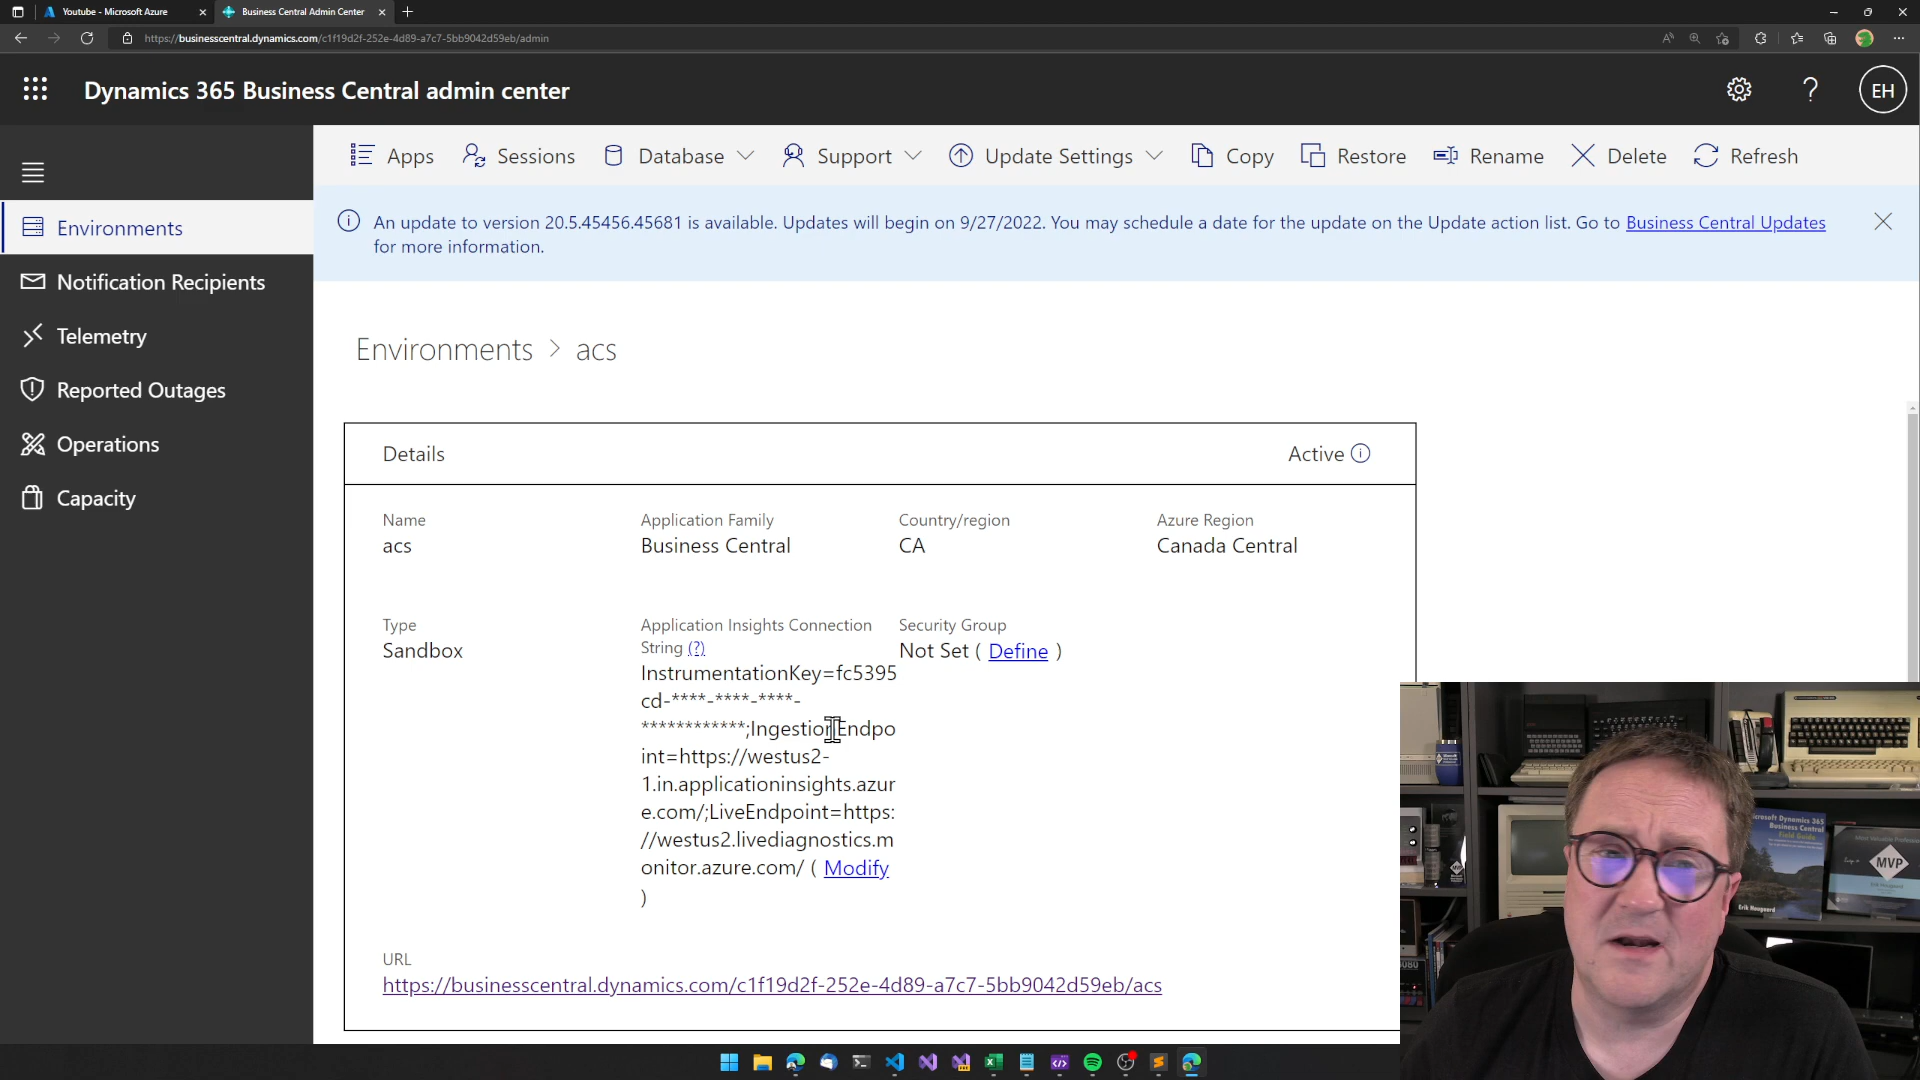 Youtube - Microsoft Azure
Business Central Admin Center
https://businesscentral.dynamics.com/c1f19d2f-252e-4d89-a7c7-5bb9042d59eb/admin
Dynamics 365 Business Central admin center
EH
Apps
Sessions
Database
Support
Update Settings
Copy
Restore
Rename
Delete
Refresh
An update to version 20.5.45456.45681 is available. Updates will begin on 9/27/2022. You may schedule a date for the update on the Update action list. Go to Business Central Updates
for more information.
Environments
Notification Recipients
Telemetry
Reported Outages
Operations
Capacity
Environments > acs
Details
Active
Name
acs
Application Family
Business Central
Country/region
CA
Azure Region
Canada Central
Type
Sandbox
Application Insights Connection
String (?)
InstrumentationKey=fc5395
cd-****-****-****-
************;IngestionEndpo
int=https://westus2-
1.in.applicationinsights.azur
e.com/;LiveEndpoint=https:
//westus2.livediagnostics.m
onitor.azure.com/ ( Modify
)
Security Group
Not Set ( Define )
URL
https://businesscentral.dynamics.com/c1f19d2f-252e-4d89-a7c7-5bb9042d59eb/acs
Microsoft Dynamics 365
Business Central
Field Guide
MVP